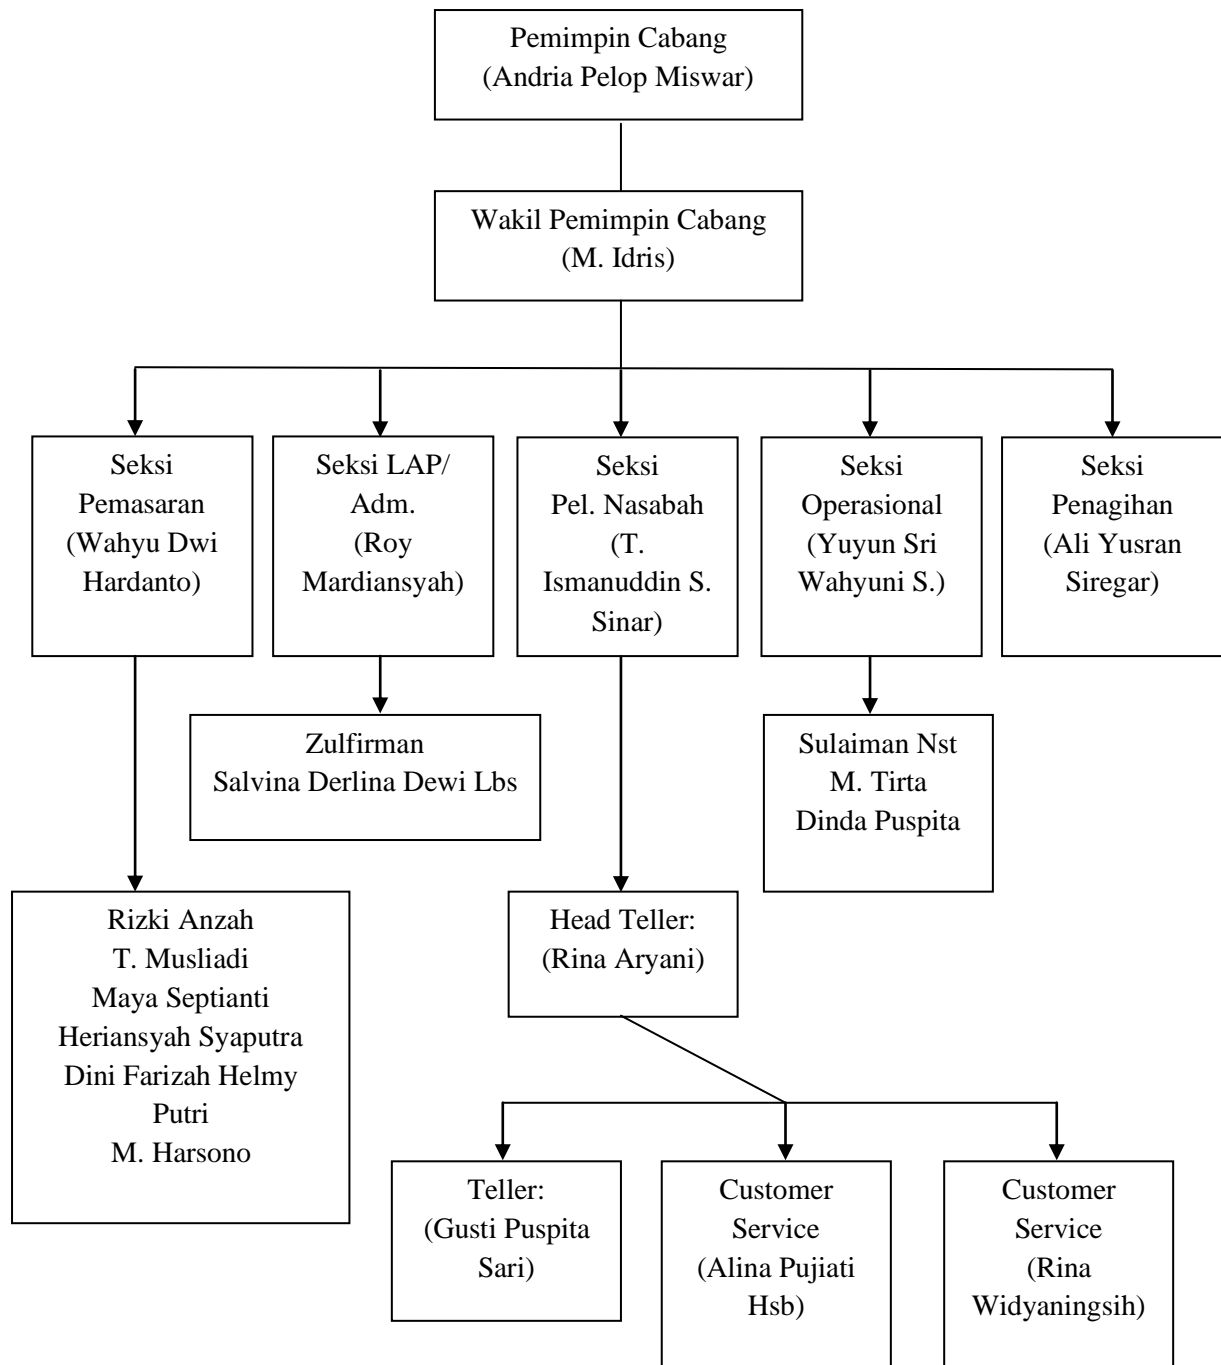 Pemimpin Cabang
(Andria Pelop Miswar)
Wakil Pemimpin Cabang
(M. Idris)
Seksi
Pemasaran
(Wahyu Dwi
Hardanto)
Seksi LAP/
Adm.
(Roy
Mardiansyah)
Seksi
Pel. Nasabah
(T.
Ismanuddin S.
Sinar)
Seksi
Operasional
(Yuyun Sri
Wahyuni S.)
Seksi
Penagihan
(Ali Yusran
Siregar)
Zulfirman
Salvina Derlina Dewi Lbs
Sulaiman Nst
M. Tirta
Dinda Puspita
Rizki Anzah
T. Musliadi
Maya Septianti
Heriansyah Syaputra
Dini Farizah Helmy
Putri
M. Harsono
Head Teller:
(Rina Aryani)
Teller:
(Gusti Puspita
Sari)
Customer
Service
(Alina Pujiati
Hsb)
Customer
Service
(Rina
Widyaningsih)